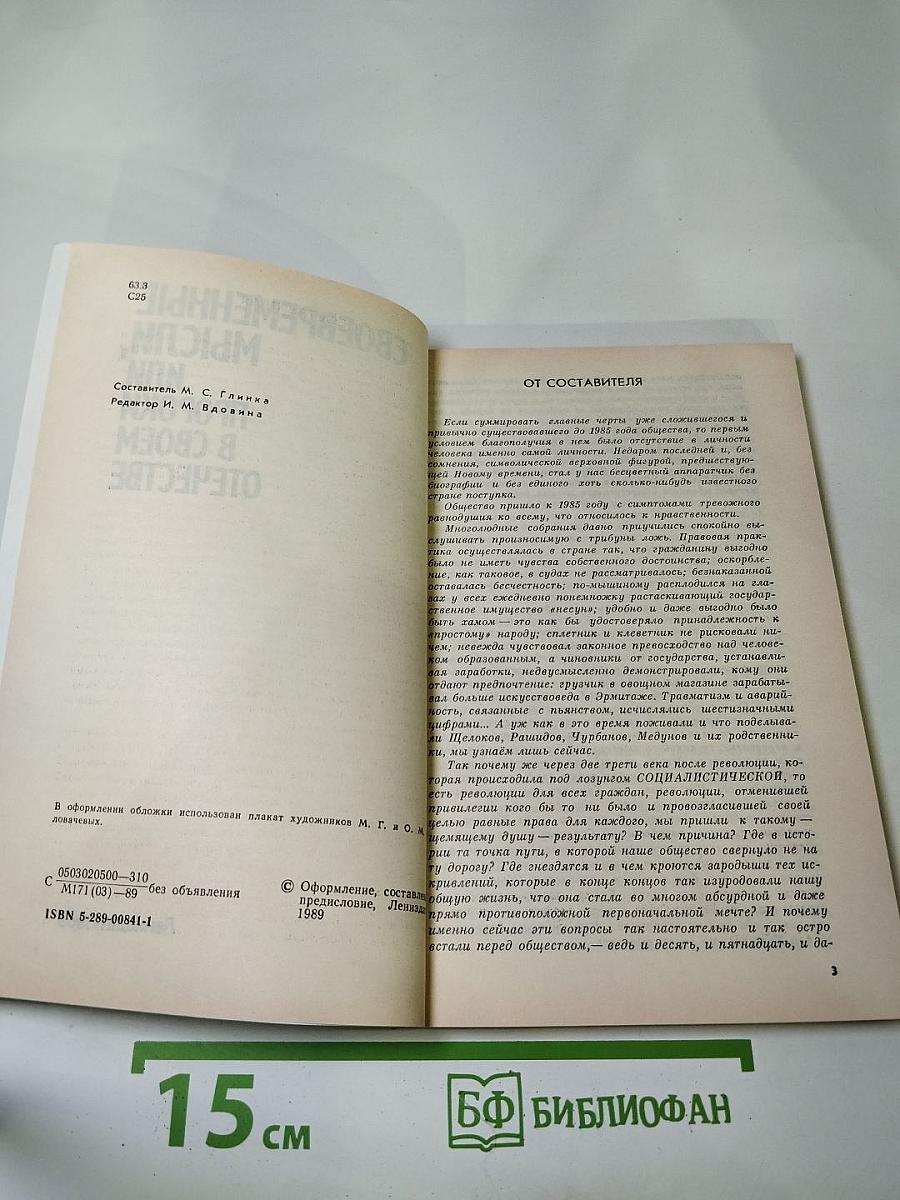 63.3
С25
СВОЕВРЕМЕННЫЕ
МЫСЛИ,
ИЛИ
ПРОРОКИ
В СВОЕМ
ОТЕЧЕСТВЕ
Составитель М. С. Глинка
Редактор И. М. Вдовина
В оформлении обложки использован плакат художников М. Г. и О. М.
ловачевых.
С 0503020500—310
М171(03)—89 без объявления
ISBN 5-289-00841-1
© Оформление, составле
предисловие, Лениздат
1989
ОТ СОСТАВИТЕЛЯ
Если суммировать главные черты уже сложившегося и
привычно существовавшего до 1985 года общества, то первым
условием благополучия в нем было отсутствие в личности
человека именно самой личности. Недаром последней и, без
сомнения, символической верховной фигурой, предшествую-
щей Новому времени, стал у нас бесцветный аппаратчик без
биографии и без единого хоть сколько-нибудь известного
стране поступка.
Общество пришло к 1985 году с симптомами тревожного
равнодушия ко всему, что относилось к нравственности.
Многолюдные собрания давно приучились спокойно вы-
слушивать произносимую с трибуны ложь. Правовая прак-
тика осуществлялась в стране так, что гражданину выгодно
было не иметь чувства собственного достоинства; оскорбле-
ние, как таковое, в судах не рассматривалось; безнаказанной
оставалась бесчестность; по-мышиному расплодился на гла-
зах у всех ежедневно понемножку растаскивающий государ-
ственное имущество «несун»; удобно и даже выгодно было
быть хамом — это как бы удостоверяло принадлежность к
«простому» народу; сплетник и клеветник не рисковали ни-
чем; невежда чувствовал законное превосходство над челове-
ком образованным, а чиновники от государства, устанавли-
вая заработки, недвусмысленно демонстрировали, кому они
отдают предпочтение: грузчик в овощном магазине зарабаты-
вал больше искусствоведа в Эрмитаже. Травматизм и аварий-
ность, связанные с пьянством, исчислялись шестизначными
цифрами... А уж как в это время поживали и что поделыва-
ли Щелоков, Рашидов, Чурбанов, Медунов и их родственни-
ки, мы узнаём лишь сейчас.
Так почему же через две трети века после революции, ко-
торая происходила под лозунгом СОЦИАЛИСТИЧЕСКОЙ, то
есть революции для всех граждан, революции, отменившей
привилегии кого бы то ни было и провозгласившей своей
целью равные права для каждого, мы пришли к такому —
щемящему душу — результату? В чем причина? Где в исто-
рии та точка пути, в которой наше общество свернуло не на
ту дорогу? Где гнездятся и в чем кроются зародыши тех ис-
кривлений, которые в конце концов так изуродовали нашу
общую жизнь, что она стала во многом абсурдной и даже
прямо противоположной первоначальной мечте? И почему
именно сейчас эти вопросы так настоятельно и так остро
встали перед обществом,— ведь и десять, и пятнадцать, и да-
3
15 см
БФ БИБЛИОФАН